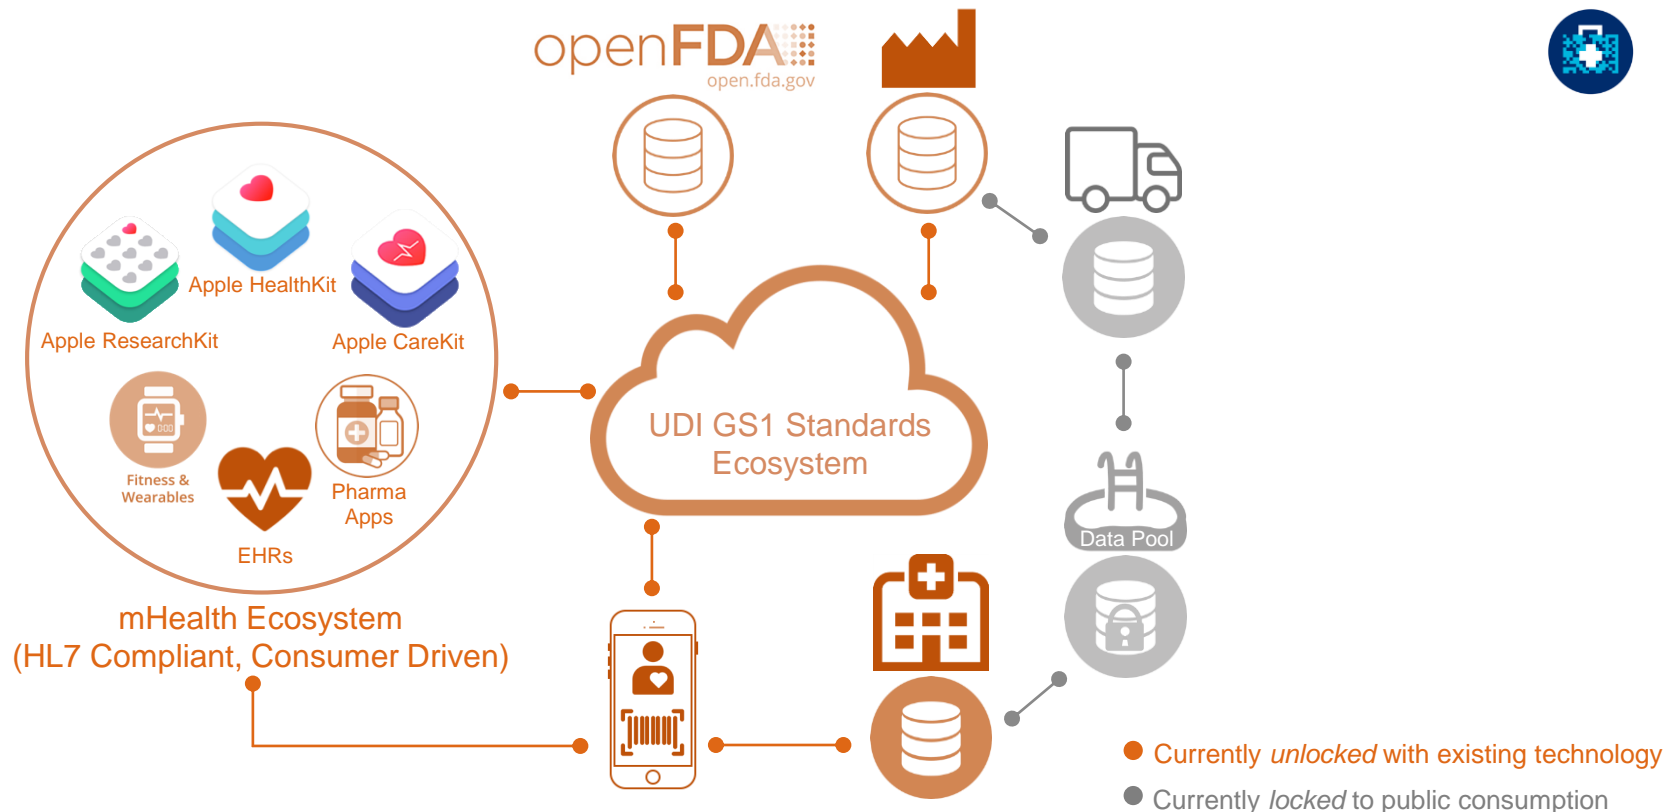 openFDA
open.fda.gov
Apple HealthKit
Apple ResearchKit
Apple CareKit
Fitness &
Wearables
Pharma
Apps
EHRs
mHealth Ecosystem
(HL7 Compliant, Consumer Driven)
UDI GS1 Standards
Ecosystem
Data Pool
Currently unlocked with existing technology
Currently locked to public consumption